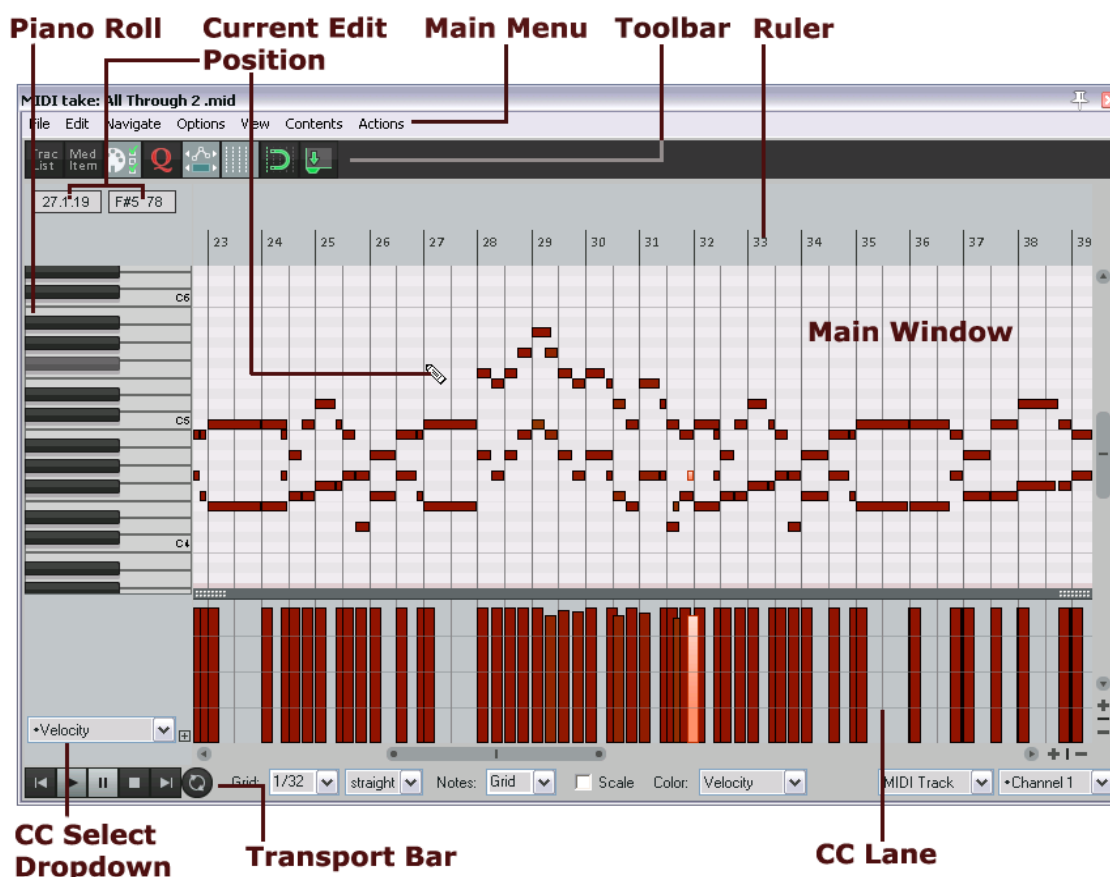 Piano Roll Current Edit Position Main Menu Toolbar Ruler
MIDI take: All Through 2 .mid
File Edit Navigate Options View Contents Actions
Trac List Med Item Q
27.1.19 F#5 78
23 24 25 26 27 28 29 30 31 32 33 34 35 36 37 38 39
C6
Main Window
C5
C4
•Velocity
Grid: 1/32 straight Notes: Grid Scale Color: Velocity MIDI Track •Channel 1
CC Select Dropdown
Transport Bar
CC Lane